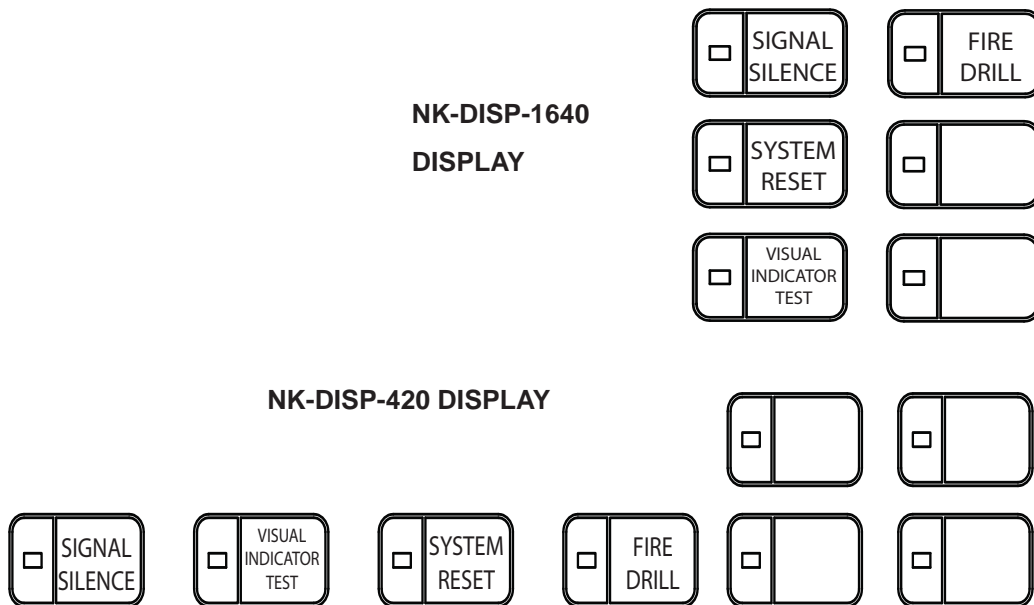 SIGNAL
SILENCE
FIRE
DRILL
NK-DISP-1640
DISPLAY
SYSTEM
RESET
VISUAL
INDICATOR
TEST
NK-DISP-420 DISPLAY
SIGNAL
SILENCE
VISUAL
INDICATOR
TEST
SYSTEM
RESET
FIRE
DRILL